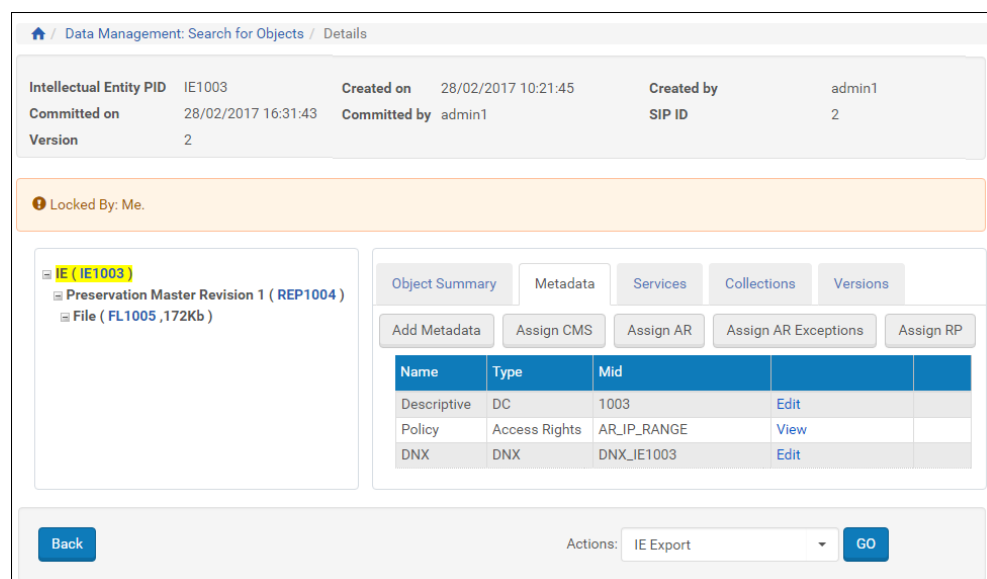 / Data Management: Search for Objects / Details
Intellectual Entity PID IE1003 Created on 28/02/2017 10:21:45 Created by admin1
Committed on 28/02/2017 16:31:43 Committed by admin1 SIP ID 2
Version 2
Locked By: Me.
IE ( IE1003 )
Preservation Master Revision 1 ( REP1004 )
File ( FL1005 ,172Kb )
Object Summary Metadata Services Collections Versions
Add Metadata Assign CMS Assign AR Assign AR Exceptions Assign RP
Name Type Mid
Descriptive DC 1003 Edit
Policy Access Rights AR_IP_RANGE View
DNX DNX DNX_IE1003 Edit
Back Actions: IE Export GO